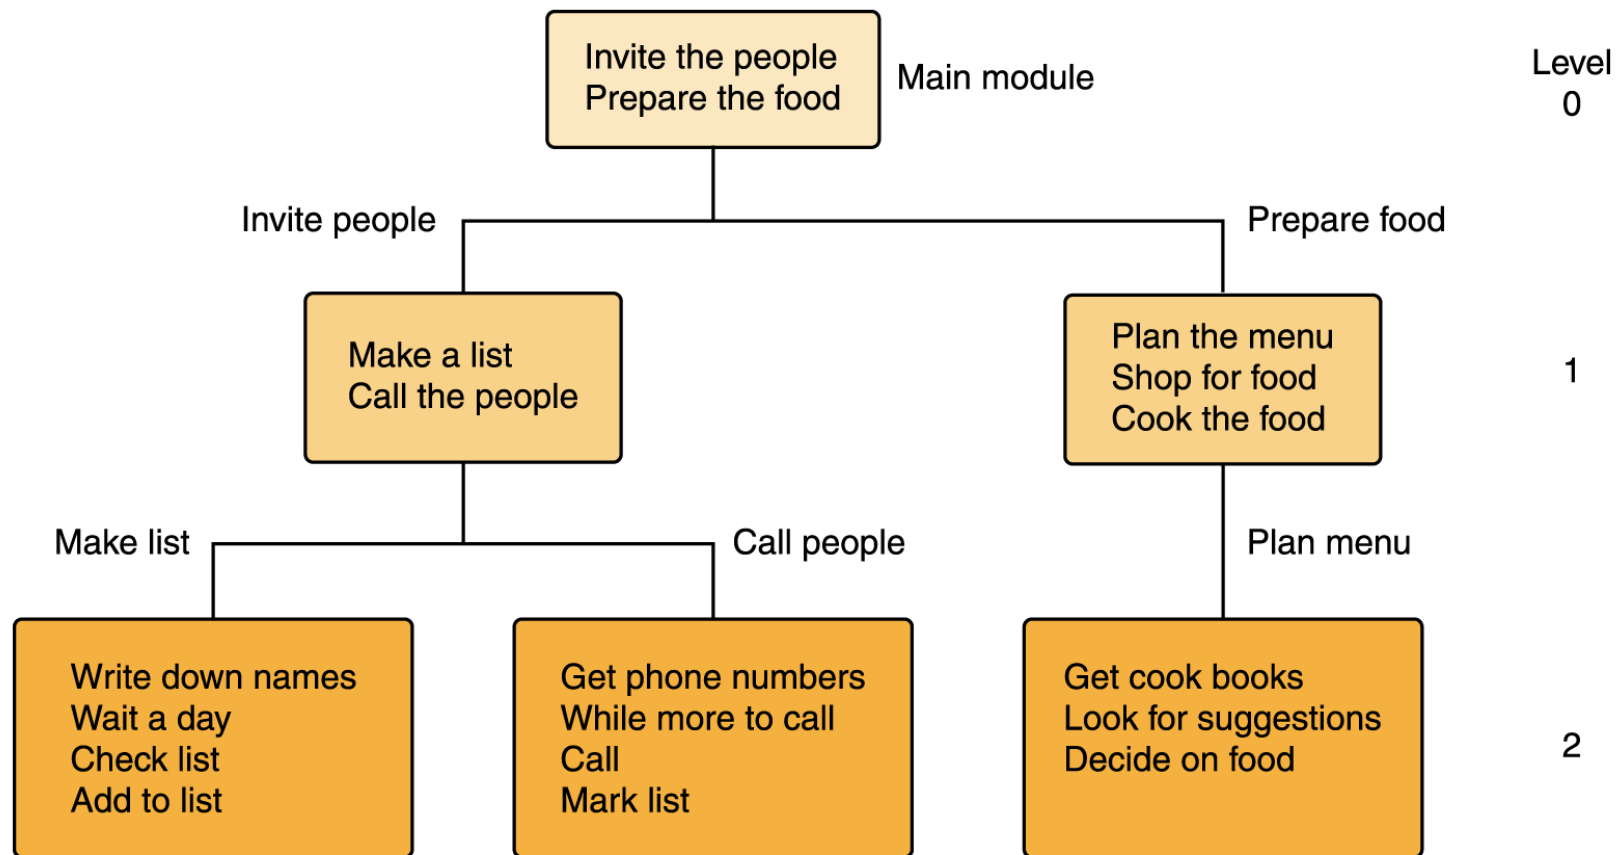 Invite the people
Prepare the food
Main module
Level
0
Invite people
Prepare food
Make a list
Call the people
Plan the menu
Shop for food
Cook the food
1
Make list
Call people
Plan menu
Write down names
Wait a day
Check list
Add to list
Get phone numbers
While more to call
Call
Mark list
Get cook books
Look for suggestions
Decide on food
2